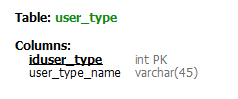 Table: user_type
Columns:
iduser_type int PK
user_type_name varchar(45)